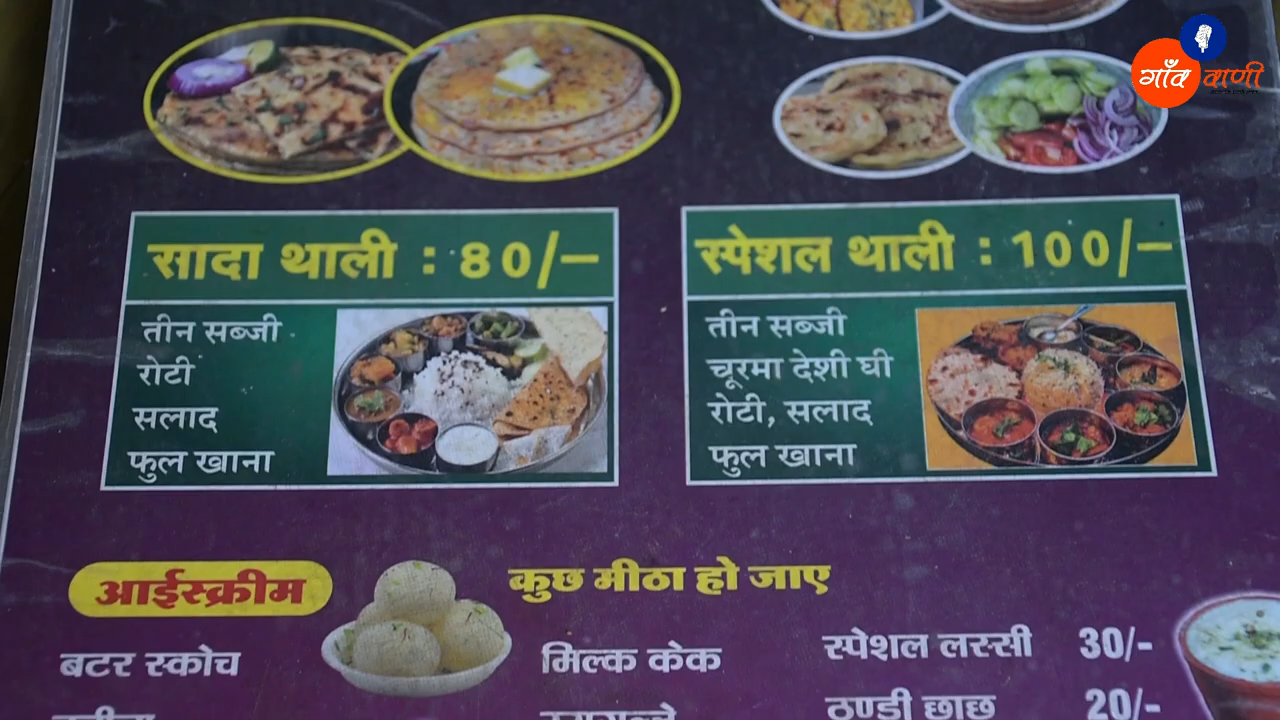 गाँव वाणी
सादा थाली : 80/-
तीन सब्जी
रोटी
सलाद
फुल खाना
स्पेशल थाली : 100/-
तीन सब्जी
चूरमा देशी घी
रोटी, सलाद
फुल खाना
आईस्क्रीम
बटर स्कोच
कुछ मीठा हो जाए
मिल्क केक
स्पेशल लस्सी 30/-
ठण्डी छाछ 20/-